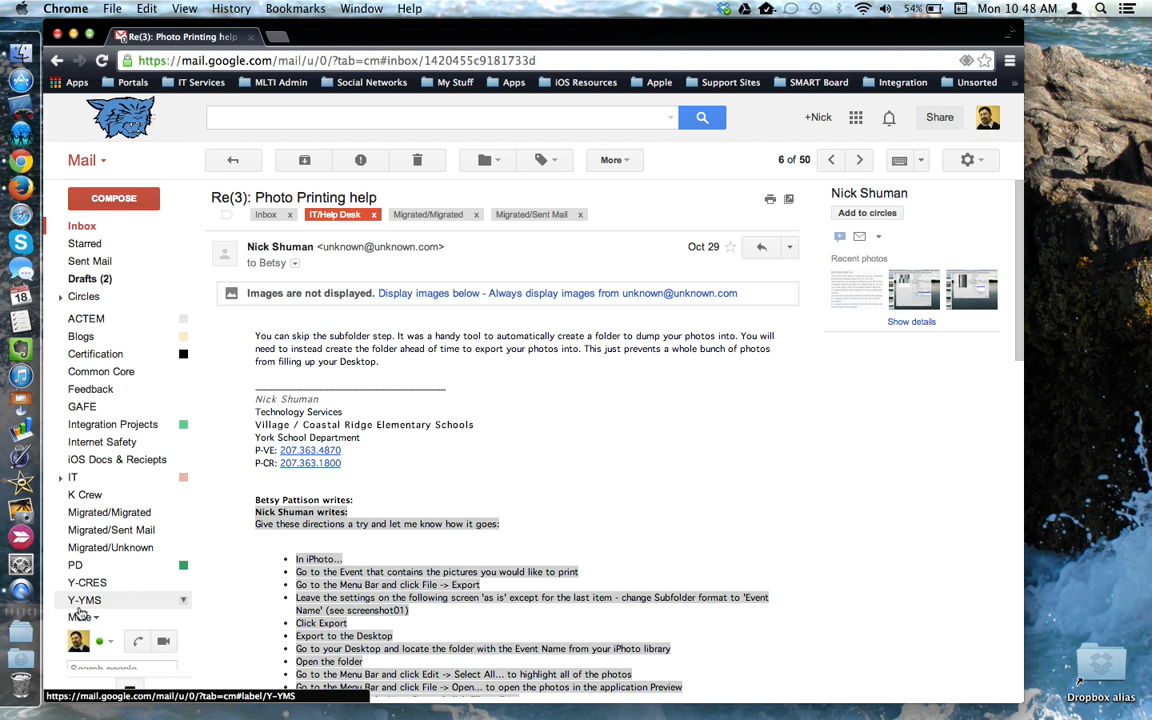 Chrome File Edit View History Bookmarks Window Help
54% Mon 10:48 AM
Re(3): Photo Printing help
https://mail.google.com/mail/u/0/?tab=cm#inbox/1420455c9181733d
Apps Portals IT Services MLTI Admin Social Networks My Stuff Apps iOS Resources Apple Support Sites SMART Board Integration Unsorted »
+Nick Share
Mail
More
6 of 50
COMPOSE
Inbox
Starred
Sent Mail
Drafts (2)
Circles
ACTEM
Blogs
Certification
Common Core
Feedback
GAFE
Integration Projects
Internet Safety
iOS Docs & Reciepts
IT
K Crew
Migrated/Migrated
Migrated/Sent Mail
Migrated/Unknown
PD
Y-CRES
Y-YMS
More
Search people...
Re(3): Photo Printing help
Inbox x IT/Help Desk x Migrated/Migrated x Migrated/Sent Mail x
Nick Shuman <unknown@unknown.com>
to Betsy
Oct 29
Images are not displayed. Display images below - Always display images from unknown@unknown.com
You can skip the subfolder step. It was a handy tool to automatically create a folder to dump your photos into. You will
need to instead create the folder ahead of time to export your photos into. This just prevents a whole bunch of photos
from filling up your Desktop.
Nick Shuman
Technology Services
Village / Coastal Ridge Elementary Schools
York School Department
P-VE: 207.363.4870
P-CR: 207.363.1800
Betsy Pattison writes:
Nick Shuman writes:
Give these directions a try and let me know how it goes:
• In iPhoto...
• Go to the Event that contains the pictures you would like to print
• Go to the Menu Bar and click File -> Export
• Leave the settings on the following screen 'as is' except for the last item - change Subfolder format to 'Event
Name' (see screenshot01)
• Click Export
• Export to the Desktop
• Go to your Desktop and locate the folder with the Event Name from your iPhoto library
• Open the folder
• Go to the Menu Bar and click Edit -> Select All... to highlight all of the photos
• Go to the Menu Bar and click File -> Open... to open the photos in the application Preview
Nick Shuman
Add to circles
Recent photos
Show details
https://mail.google.com/mail/u/0/?tab=cm#label/Y-YMS
18
Dropbox alias